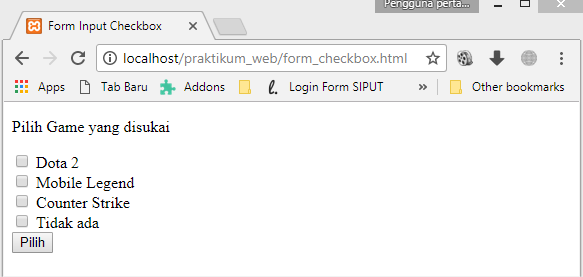 Pengguna perta...
Form Input Checkbox
localhost/praktikum_web/form_checkbox.html
Apps Tab Baru Addons Login Form SIPUT » Other bookmarks
Pilih Game yang disukai
Dota 2
Mobile Legend
Counter Strike
Tidak ada
Pilih